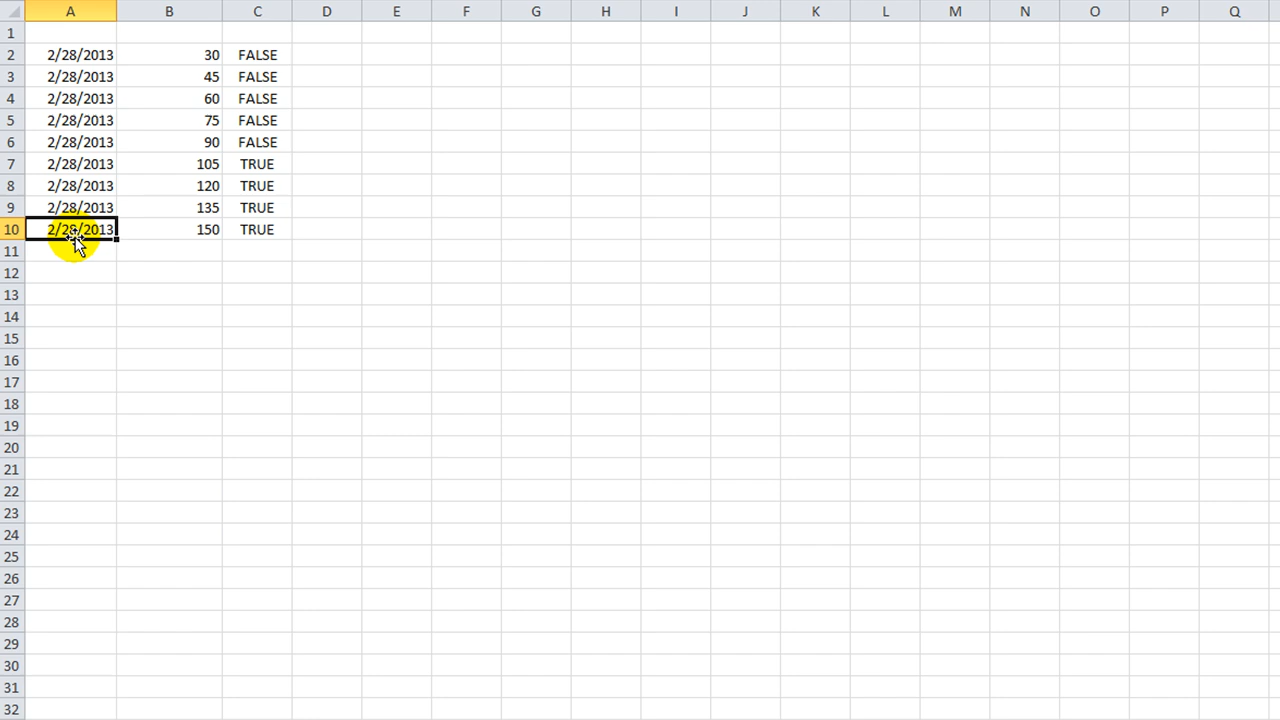 A B C D E F G H I J K L M N O P Q
1
2 2/28/2013 30 FALSE
3 2/28/2013 45 FALSE
4 2/28/2013 60 FALSE
5 2/28/2013 75 FALSE
6 2/28/2013 90 FALSE
7 2/28/2013 105 TRUE
8 2/28/2013 120 TRUE
9 2/28/2013 135 TRUE
10 2/28/2013 150 TRUE
11
12
13
14
15
16
17
18
19
20
21
22
23
24
25
26
27
28
29
30
31
32